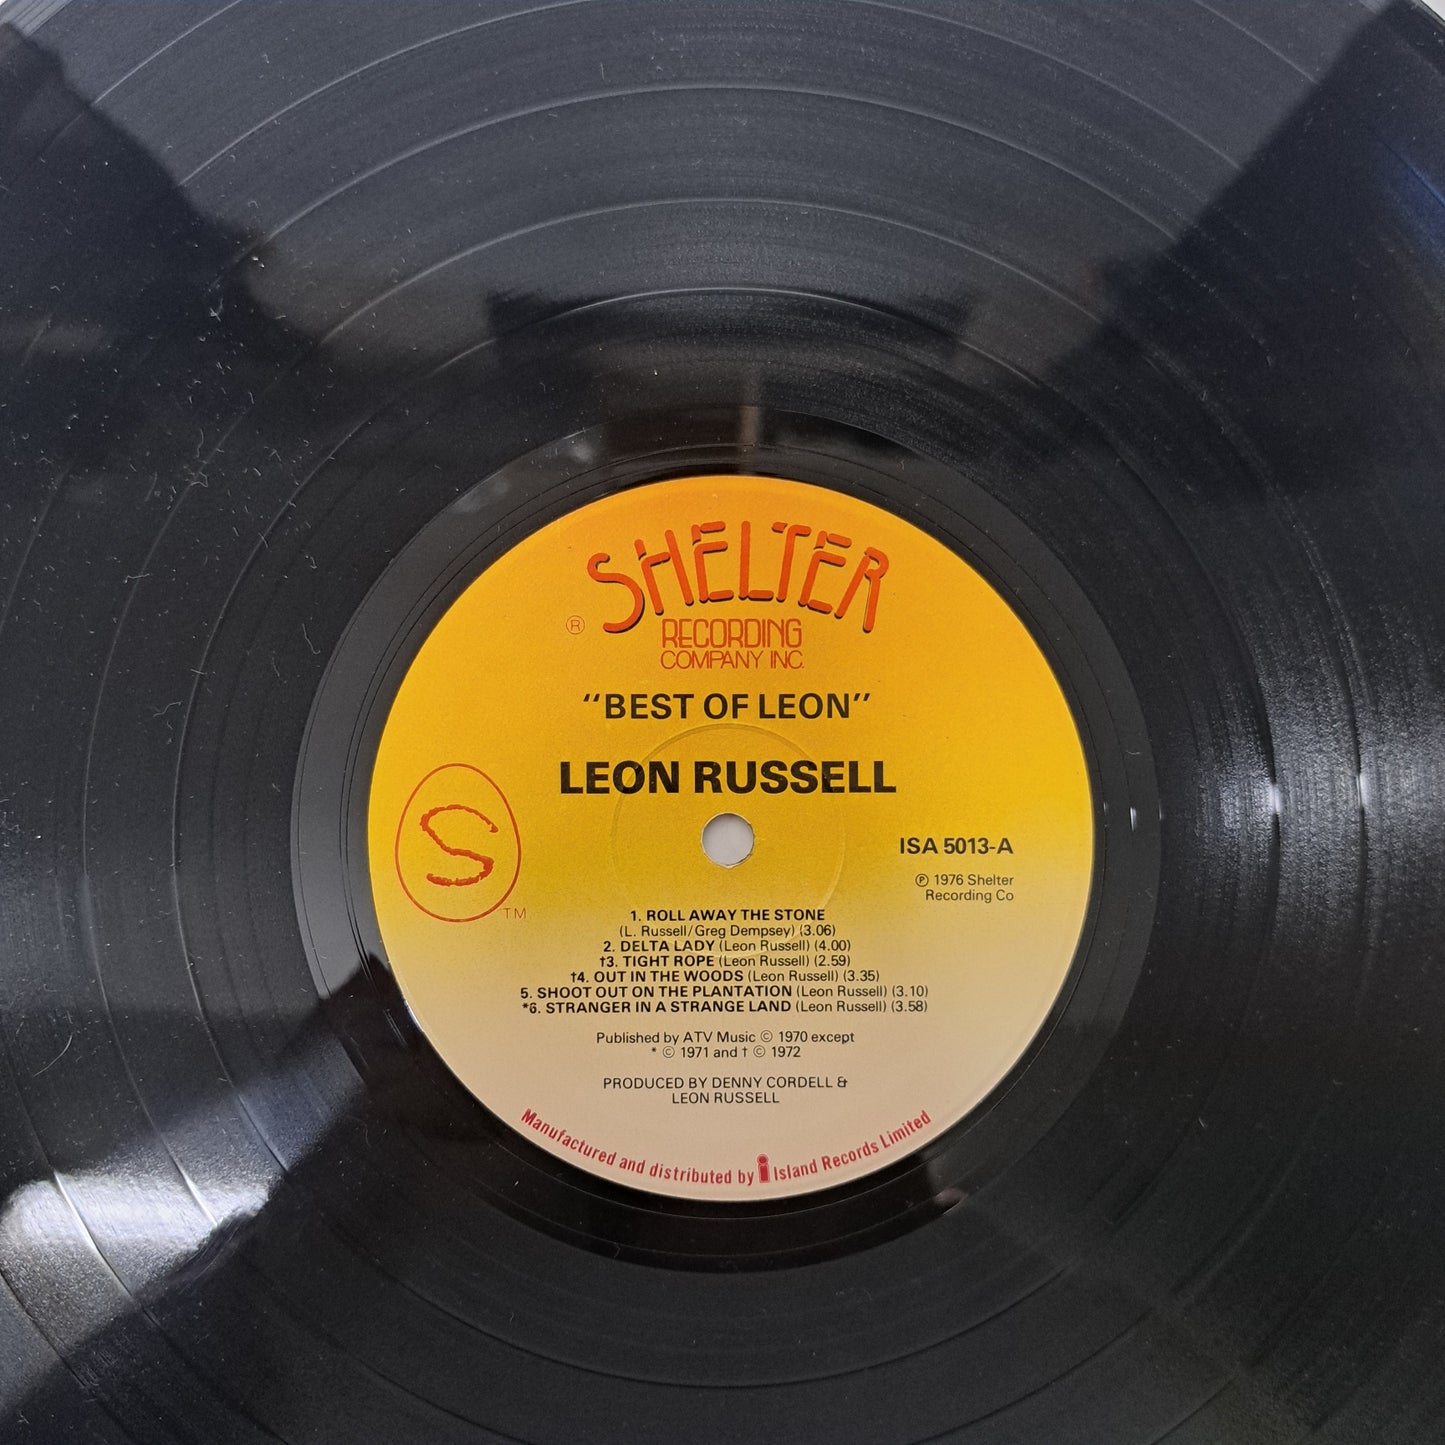 SHELTER
®
RECORDING
COMPANY INC.
"BEST OF LEON"
LEON RUSSELL
S
TM
ISA 5013-A
℗ 1976 Shelter
Recording Co
1. ROLL AWAY THE STONE
(L. Russell/Greg Dempsey) (3.06)
2. DELTA LADY (Leon Russell) (4.00)
†3. TIGHT ROPE (Leon Russell) (2.59)
†4. OUT IN THE WOODS (Leon Russell) (3.35)
5. SHOOT OUT ON THE PLANTATION (Leon Russell) (3.10)
*6. STRANGER IN A STRANGE LAND (Leon Russell) (3.58)
Published by ATV Music © 1970 except
* © 1971 and † © 1972
PRODUCED BY DENNY CORDELL &
LEON RUSSELL
Manufactured and distributed by i Island Records Limited